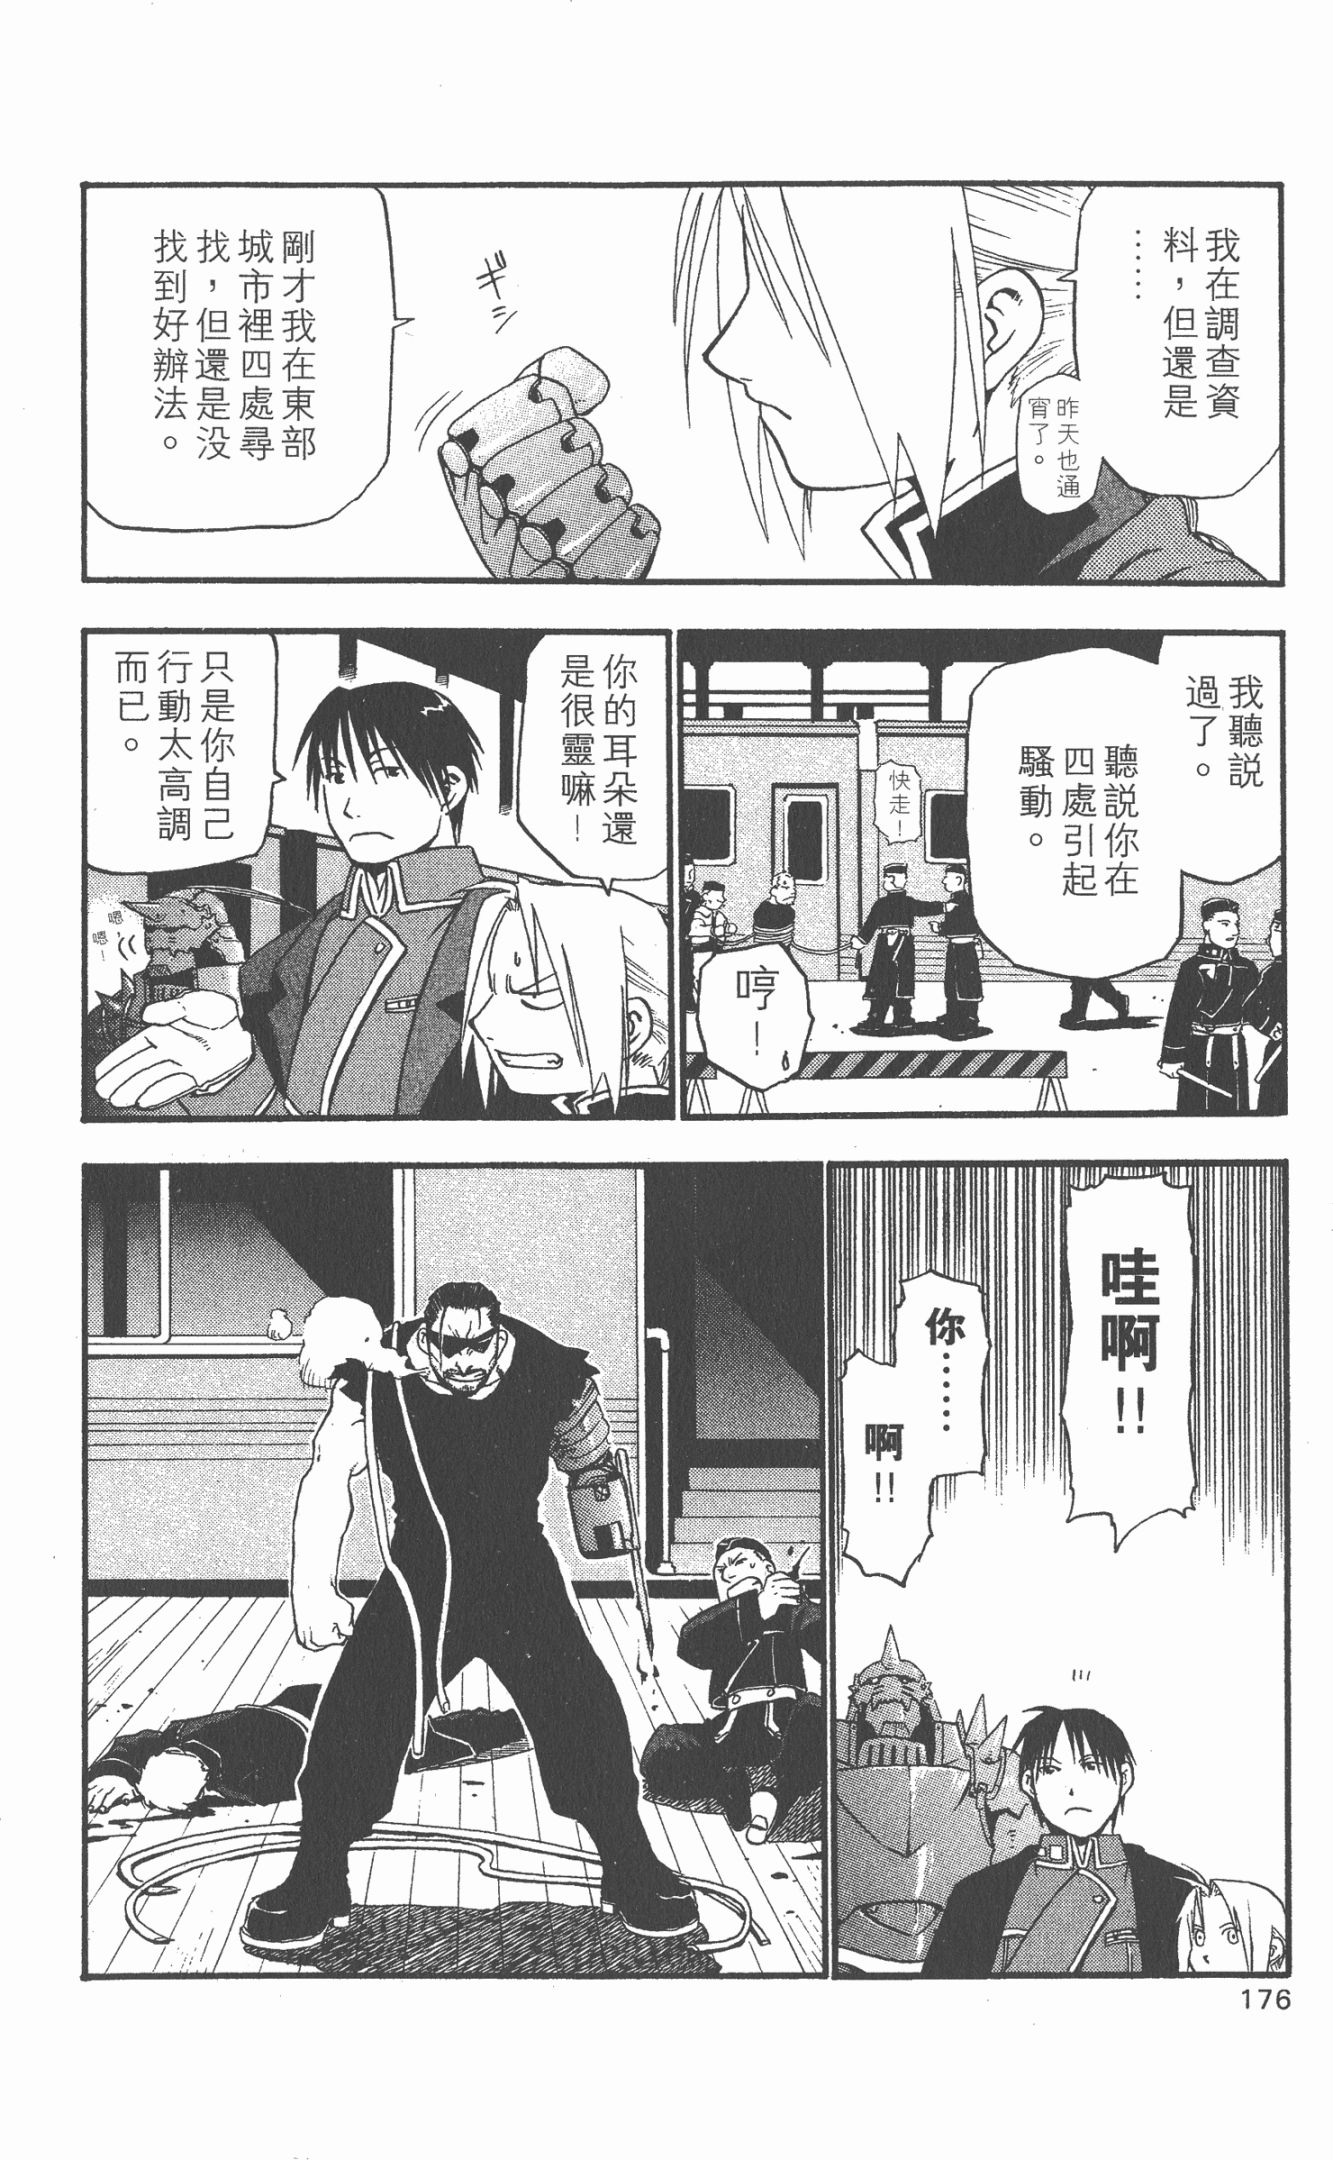 我在調查資
料，但還是
……
昨天也通
宵了。
ギ
シ
剛才我在東部
城市裡四處尋
找，但還是没
找到好辦法。
我聽説
過了。
聽説你在
四處引起
騷動。
快走！
哼！
你的耳朵還
是很靈嘛！
只是你自己
行動太高調
而已。
嗯，
嗯，
哇啊!!
你……
啊!!
176